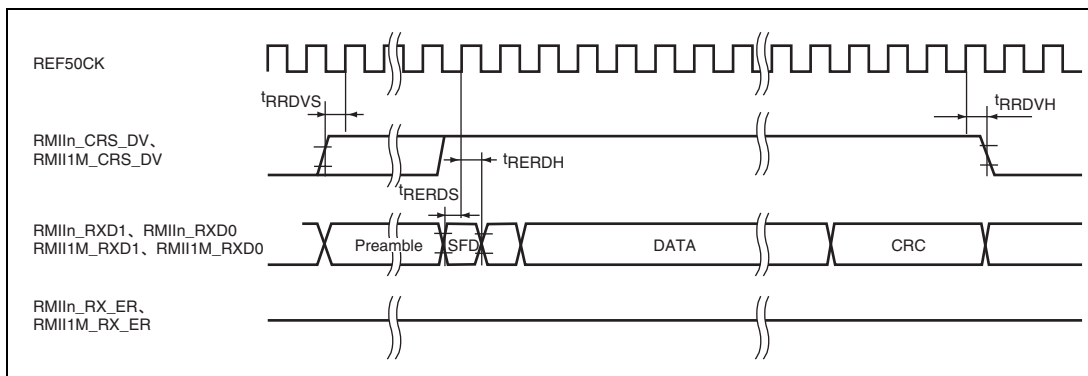 REF50CK
tRRDVS
tRRDVH
RMIIn_CRS_DV、
RMII1M_CRS_DV
tRERDH
tRERDS
RMIIn_RXD1、RMIIn_RXD0
RMII1M_RXD1、RMII1M_RXD0
Preamble
SFD
DATA
CRC
RMIIn_RX_ER、
RMII1M_RX_ER